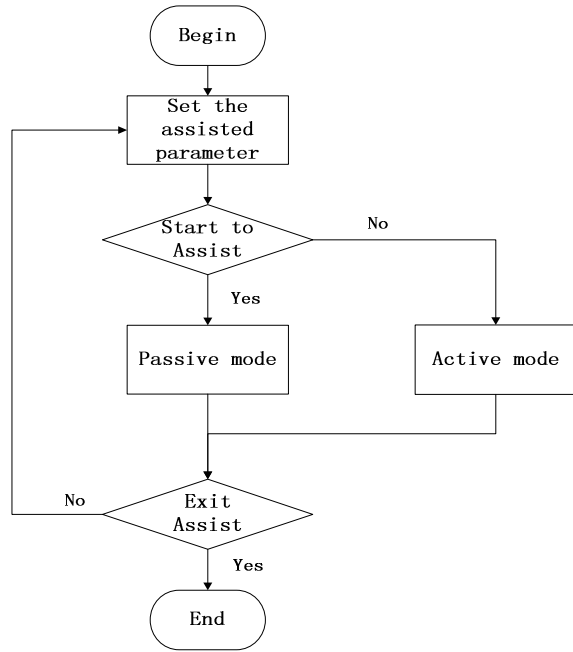 Begin
Set the
assisted
parameter
Start to
Assist
No
Yes
Passive mode
Active mode
No
Exit
Assist
Yes
End